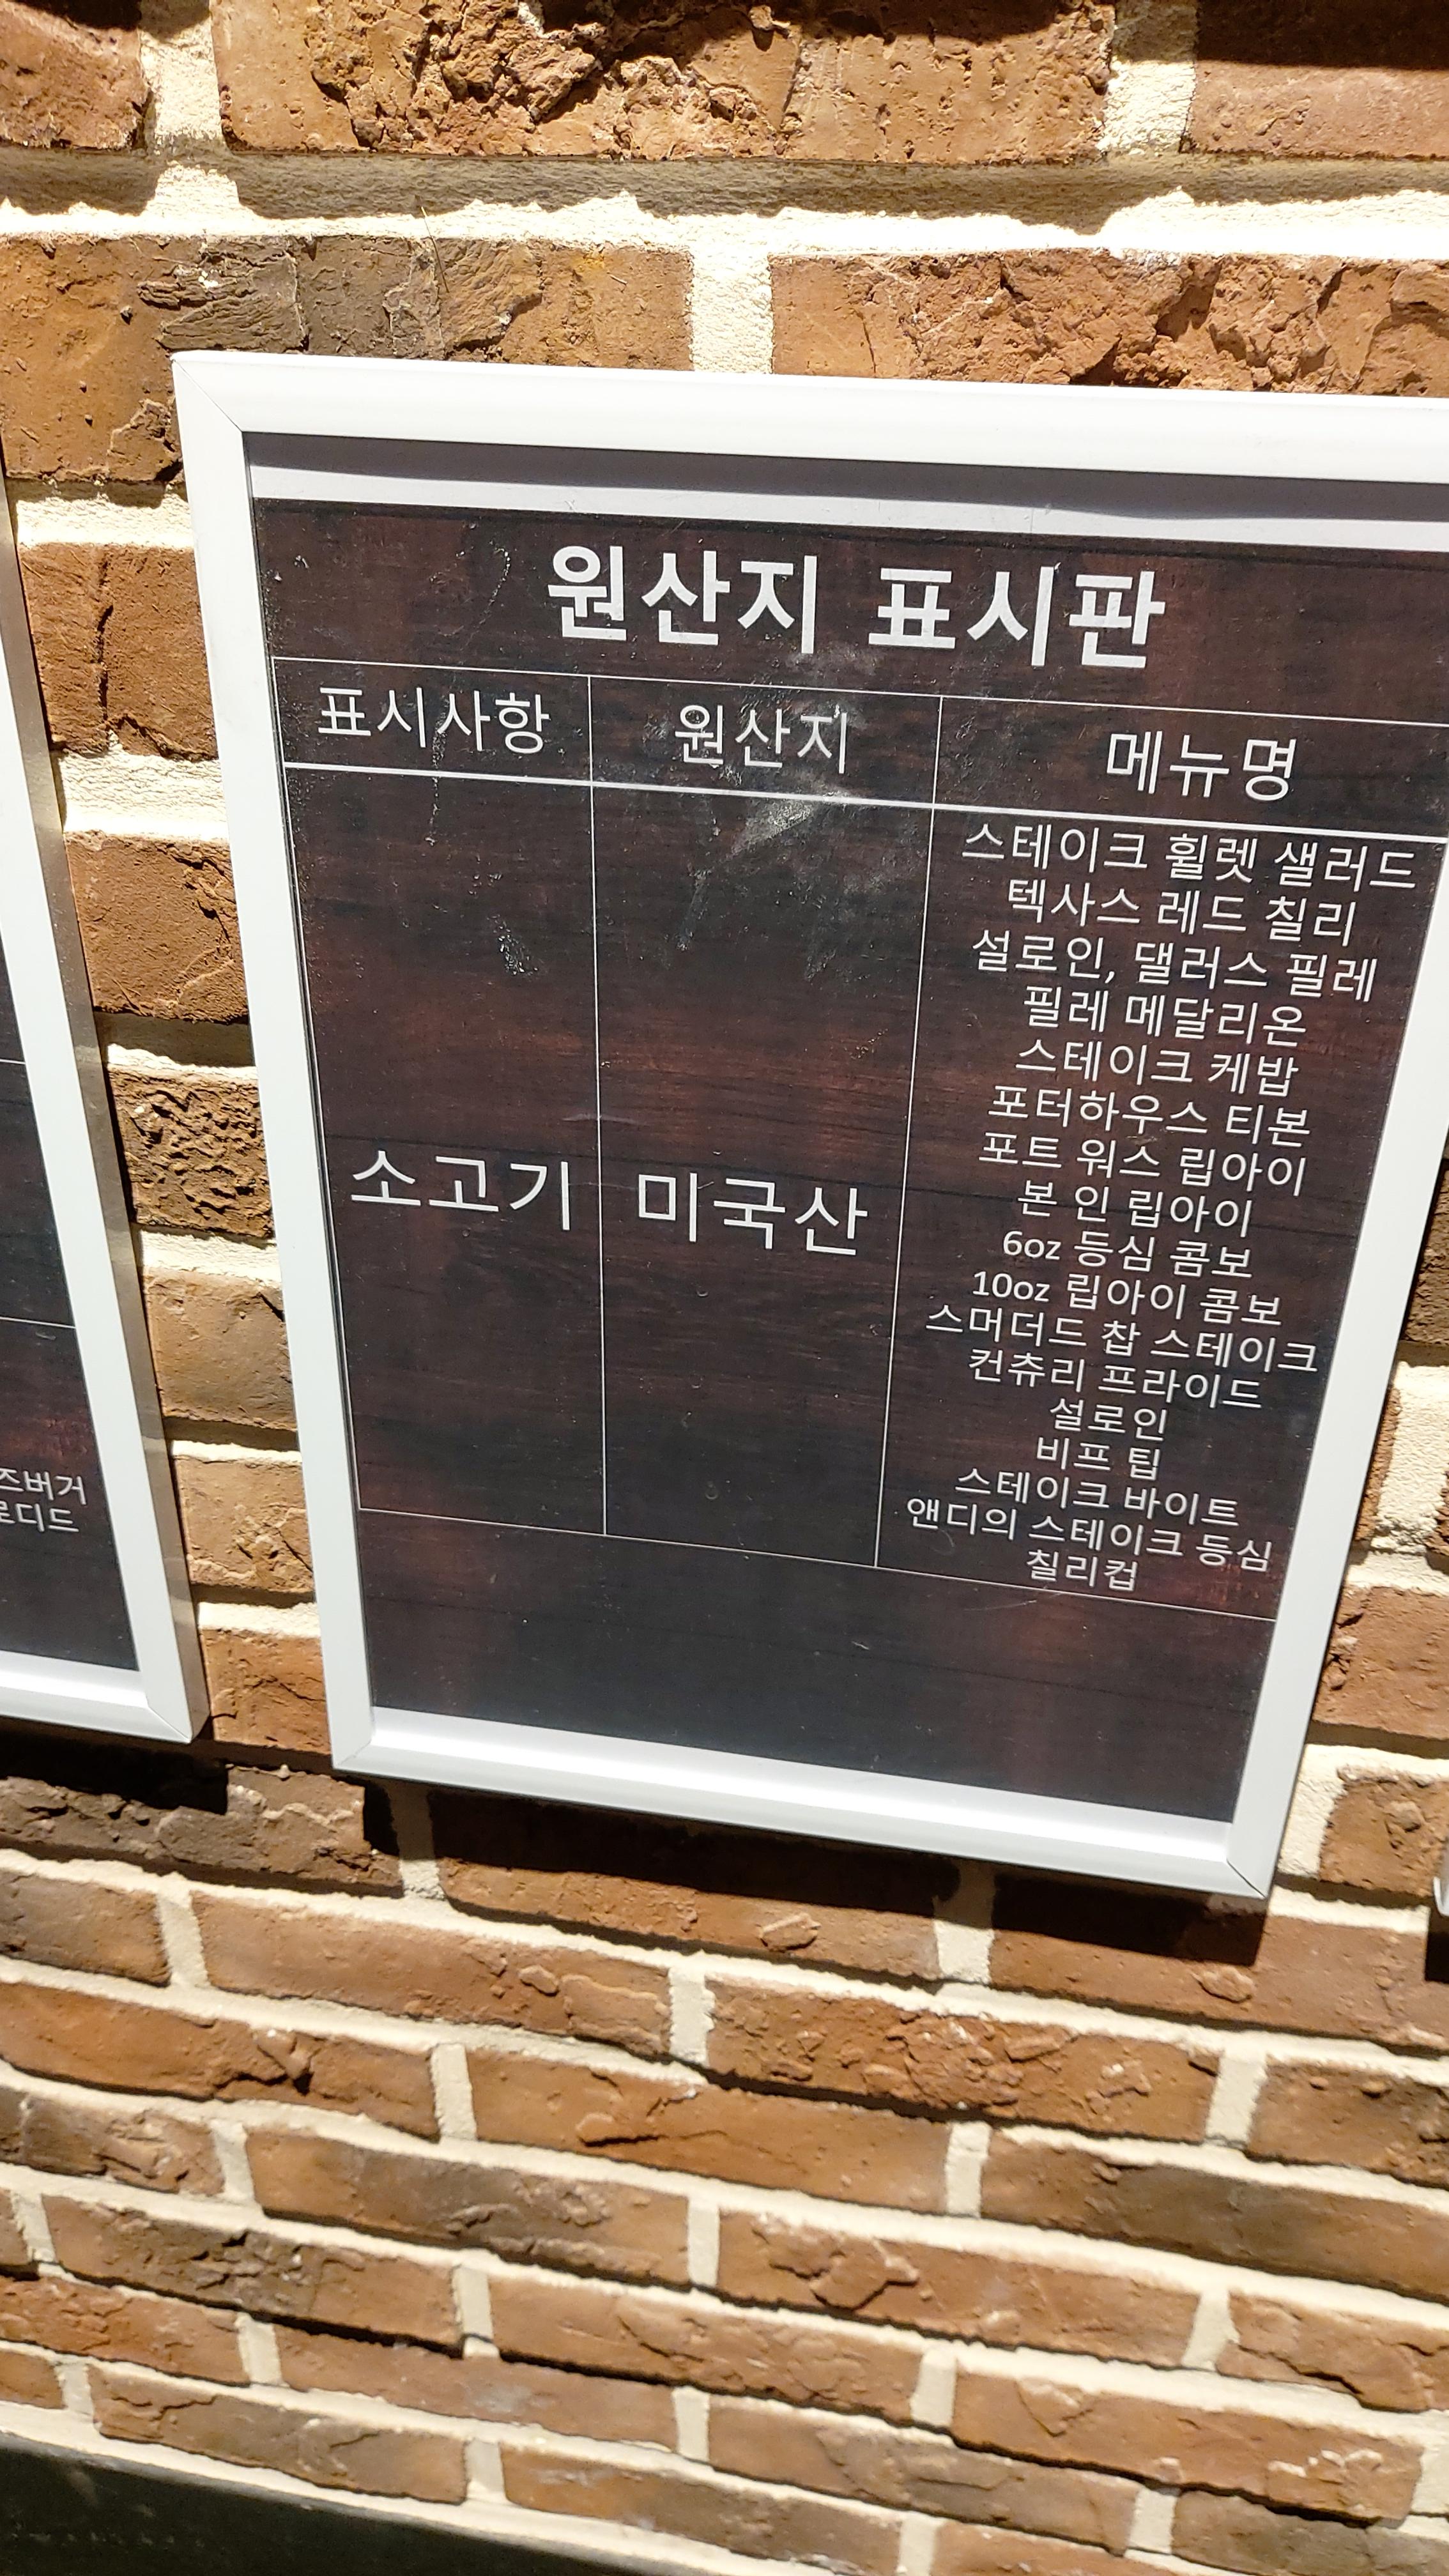 원산지 표시판
표시사항 원산지 메뉴명
스테이크 휠렛 샐러드
텍사스 레드 칠리
설로인, 댈러스 필레
필레 메달리온
스테이크 케밥
포터하우스 티본
포트 워스 립아이
소고기 미국산
본 인 립아이
6oz 등심 콤보
10oz 립아이 콤보
스머더드 찹 스테이크
컨츄리 프라이드
설로인
비프 팁
스테이크 바이트
앤디의 스테이크 등심
칠리컵
즈버거
로디드